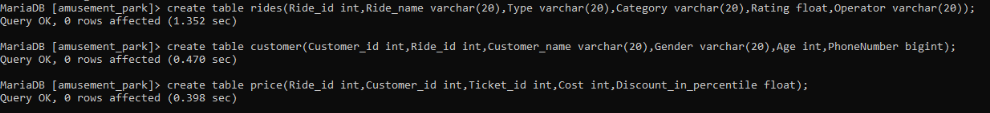 MariaDB [amusement_park]> create table rides(Ride_id int,Ride_name varchar(20),Type varchar(20),Category varchar(20),Rating float,Operator varchar(20));
Query OK, 0 rows affected (1.352 sec)
MariaDB [amusement_park]> create table customer(Customer_id int,Ride_id int,Customer_name varchar(20),Gender varchar(20),Age int,PhoneNumber bigint);
Query OK, 0 rows affected (0.470 sec)
MariaDB [amusement_park]> create table price(Ride_id int,Customer_id int,Ticket_id int,Cost int,Discount_in_percentile float);
Query OK, 0 rows affected (0.398 sec)